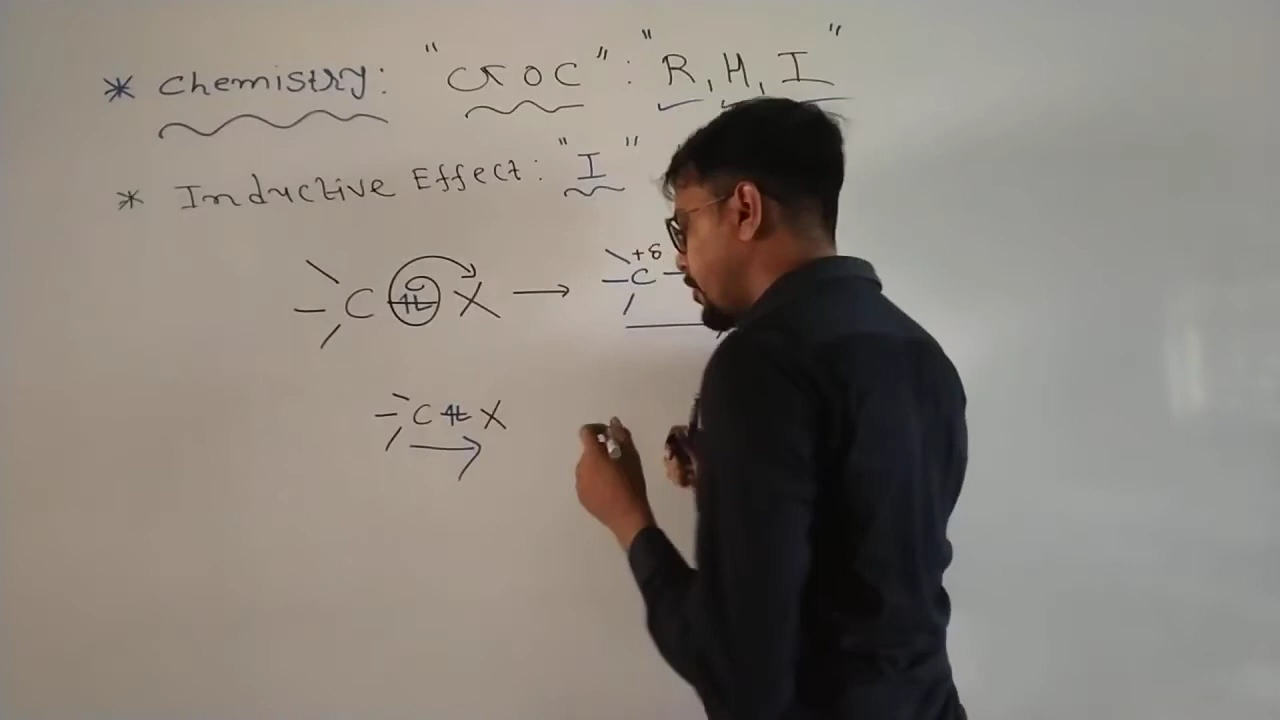 * Chemistry: "GOC": "R, H, I"
* Inductive Effect: "I"
C X → +δ C
C X